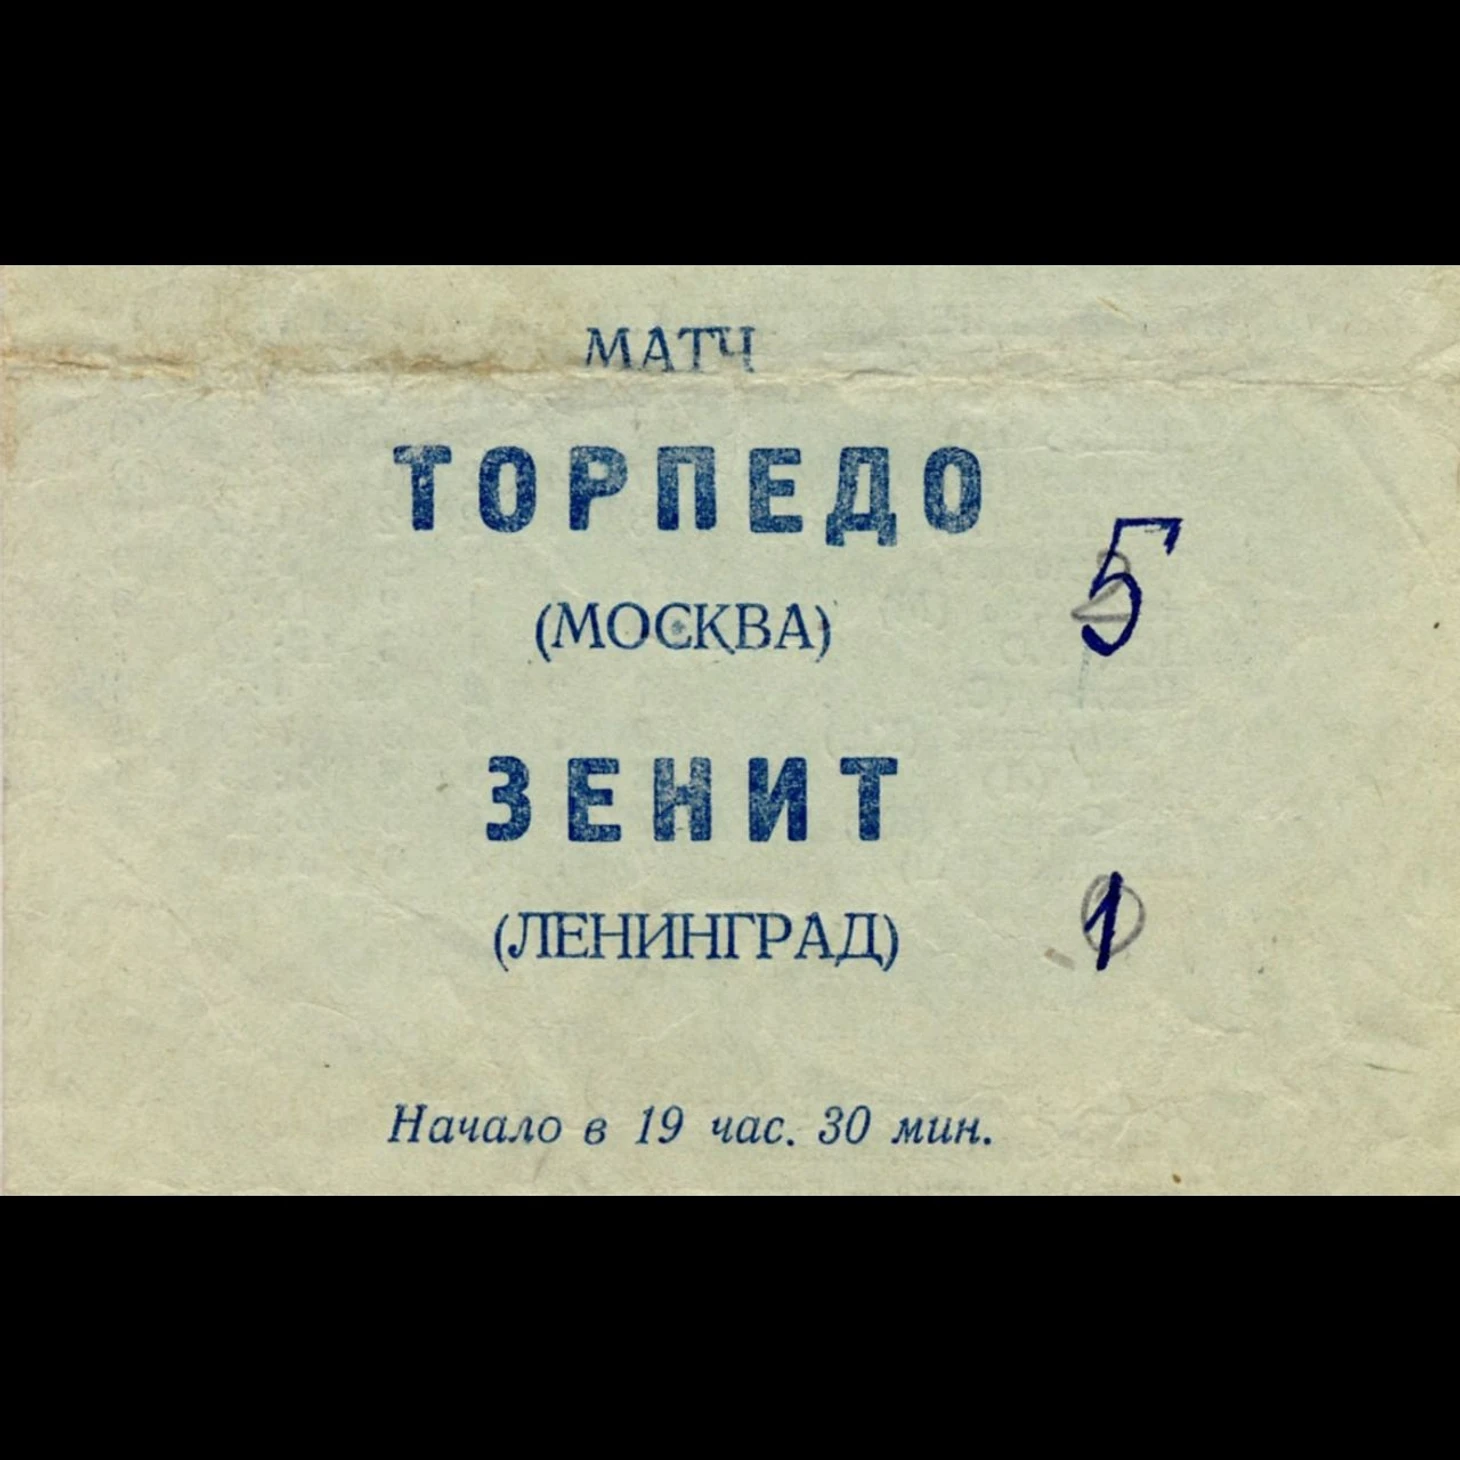 МАТЧ
ТОРПЕДО
(МОСКВА)
5
ЗЕНИТ
(ЛЕНИНГРАД)
1
Начало в 19 час. 30 мин.